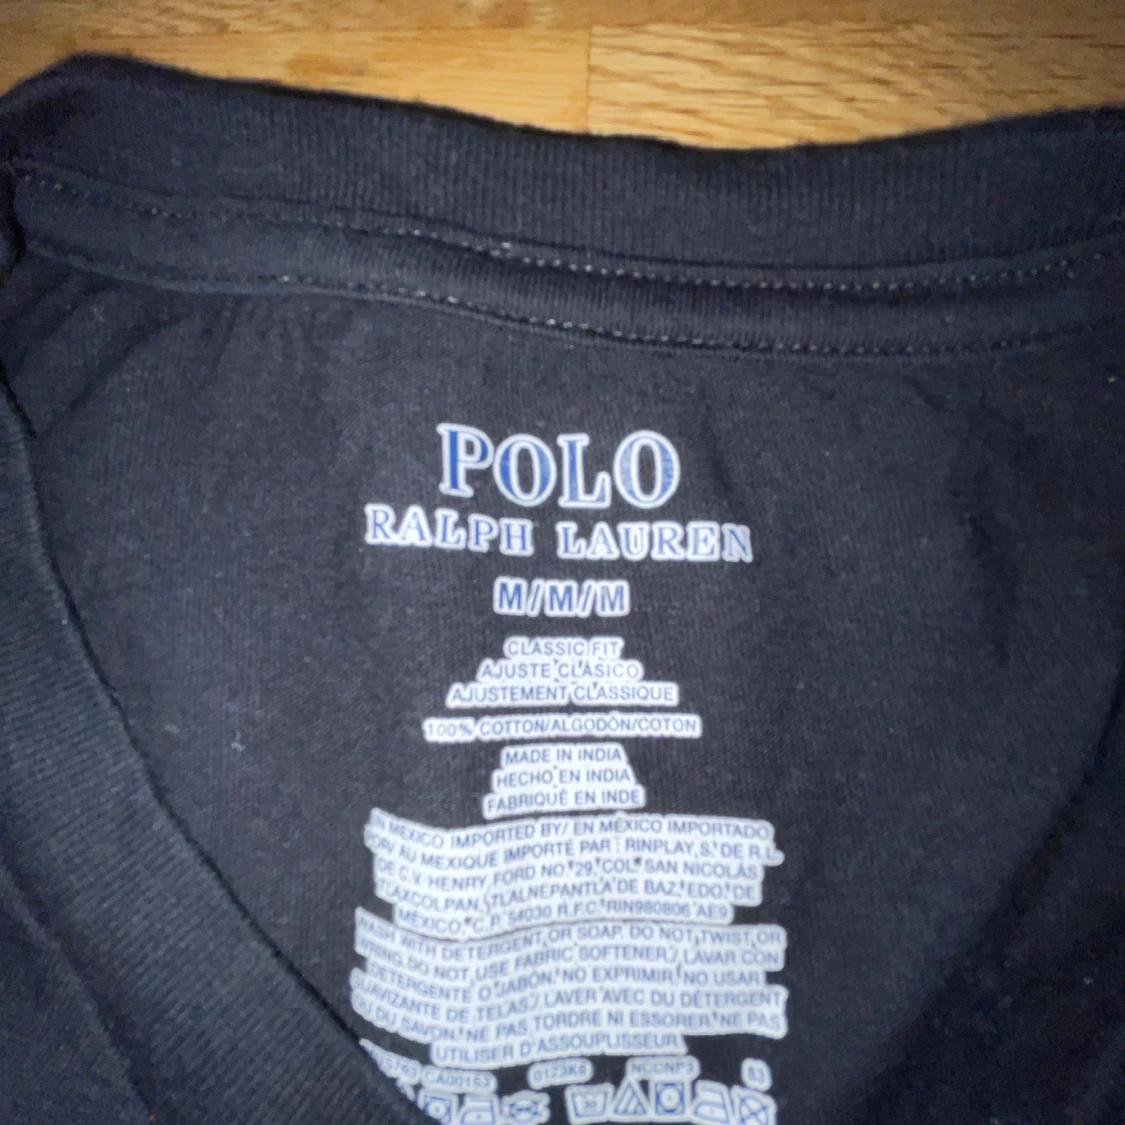 POLO
RALPH LAUREN
M/M/M
CLASSIC FIT
AJUSTE CLÁSICO
AJUSTEMENT CLASSIQUE
100% COTTON/ALGODÓN/COTON
MADE IN INDIA
HECHO EN INDIA
FABRIQUÉ EN INDE
MEXICO IMPORTED BY/ EN MÉXICO IMPORTADO
POR/ AU MEXIQUE IMPORTÉ PAR: RINPLAY, S. DE R.L.
DE C.V. HENRY FORD NO. 29, COL. SAN NICOLÁS
TLAXCOLPAN, TLALNEPANTLA DE BAZ, EDO. DE
MÉXICO, C.P. 54030 R.F.C. RIN980806 AE9
WASH WITH DETERGENT OR SOAP. DO NOT TWIST OR
WRING. DO NOT USE FABRIC SOFTENER./ LAVAR CON
DETERGENTE O JABÓN. NO EXPRIMIR. NO USAR
SUAVIZANTE DE TELAS./ LAVER AVEC DU DÉTERGENT
OU DU SAVON. NE PAS TORDRE NI ESSORER. NE PAS
UTILISER D'ASSOUPLISSEUR.
CA00153 0123K8 NCCNP3 83